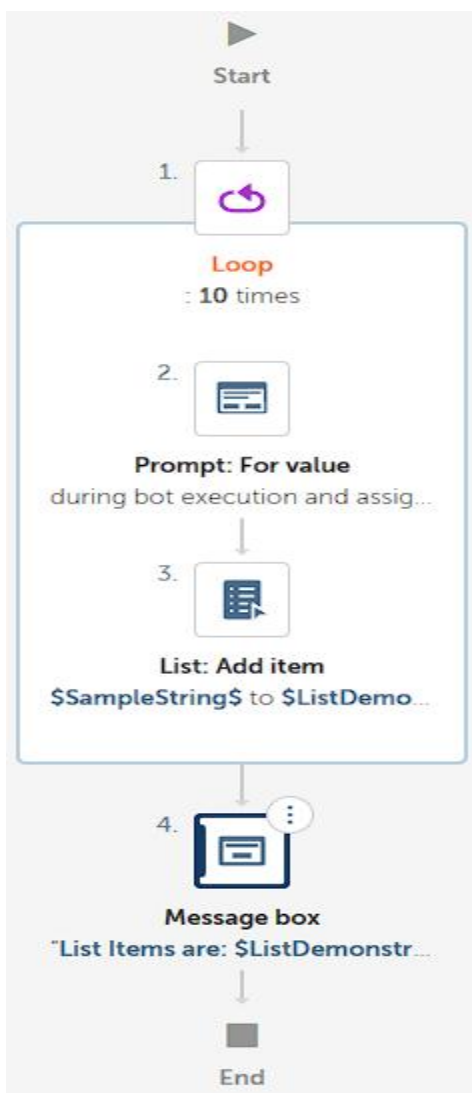 Start
1.
Loop
: 10 times
2.
Prompt: For value
during bot execution and assig...
3.
List: Add item
$SampleString$ to $ListDemo...
4.
Message box
"List Items are: $ListDemonstr...
End